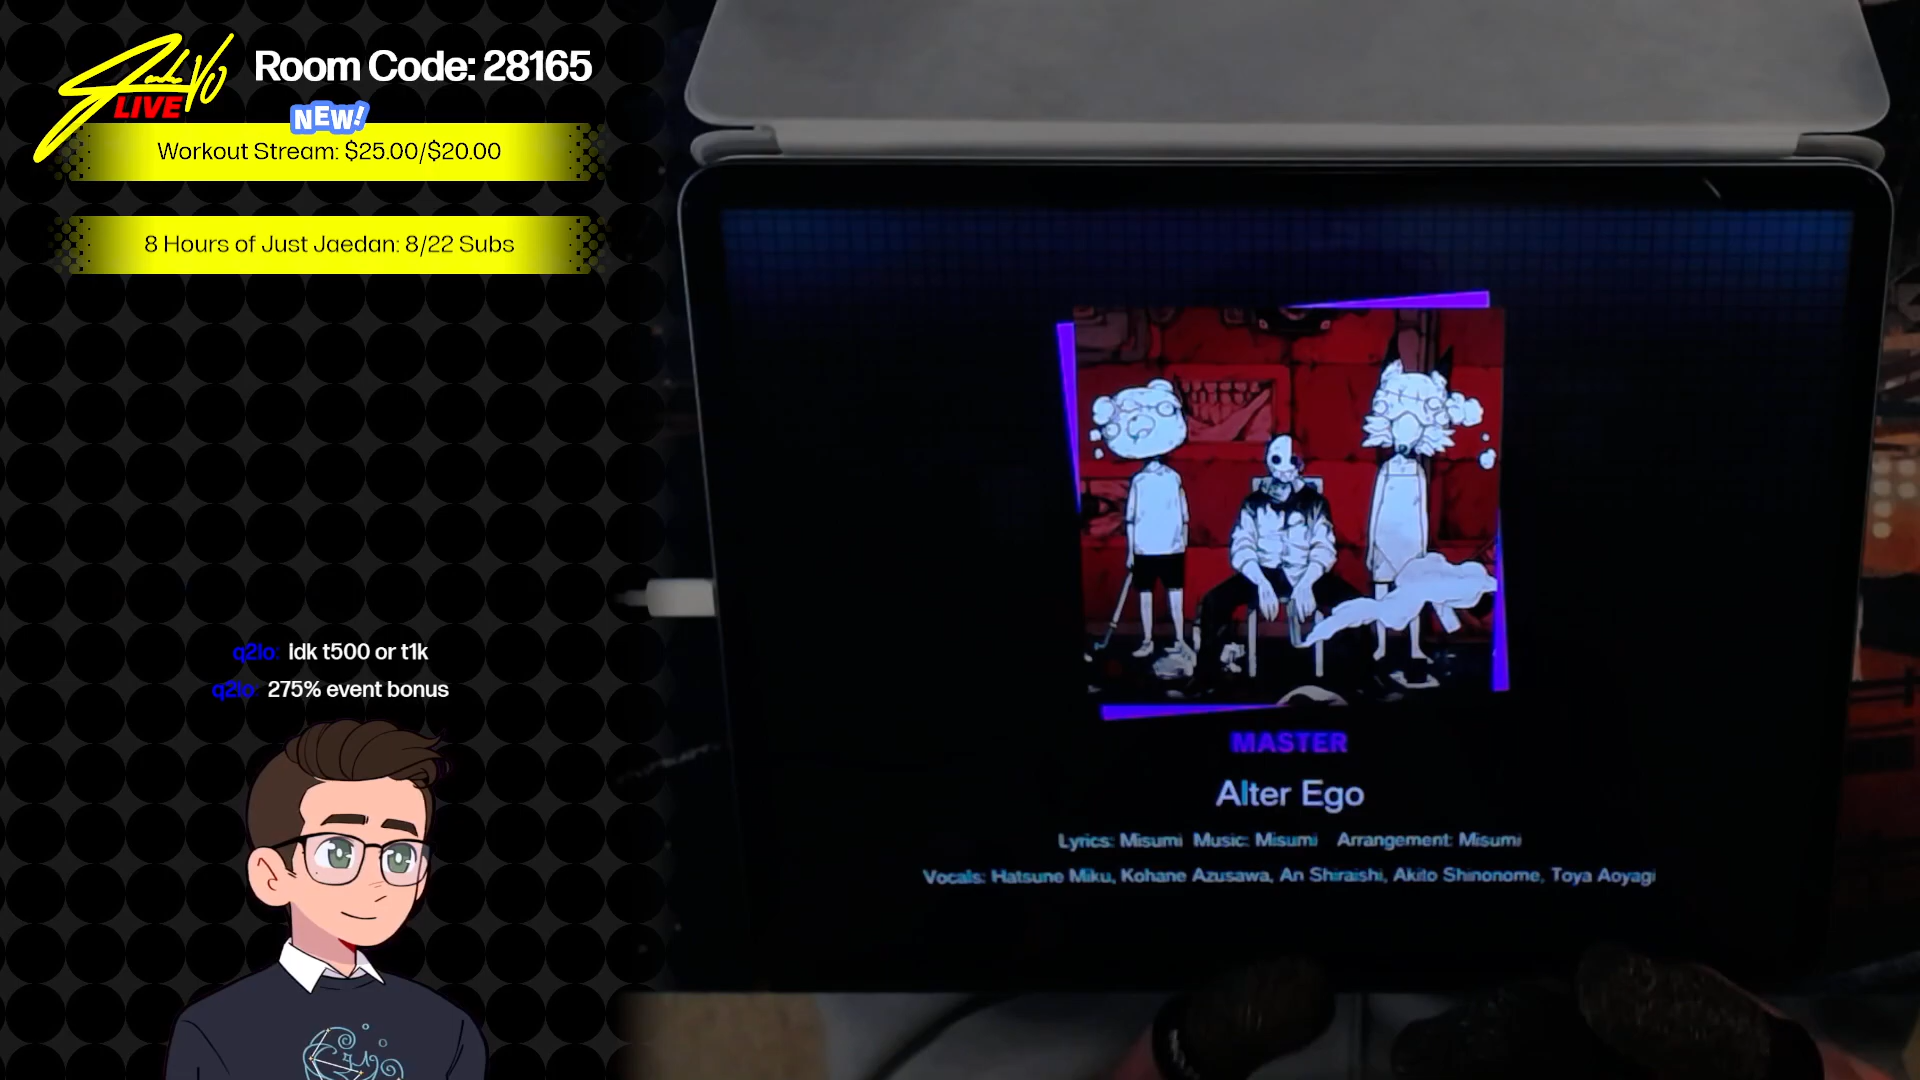 LIVE
Room Code: 28165
NEW!
Workout Stream: $25.00/$20.00
8 Hours of Just Jaedan: 8/22 Subs
q2lo: idk t500 or t1k
q2lo: 275% event bonus
MASTER
Alter Ego
Lyrics: Misumi Music: Misumi Arrangement: Misumi
Vocals: Hatsune Miku, Kohane Azusawa, An Shiraishi, Akito Shinonome, Toya Aoyagi